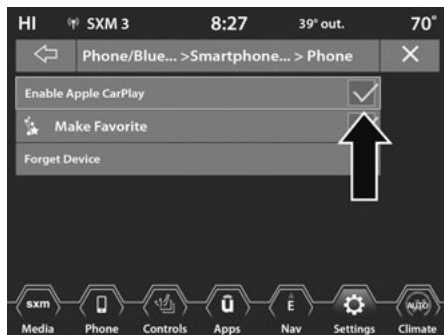 HI SXM 3 8:27 39° out. 70°
Phone/Blue... >Smartphone... > Phone
Enable Apple CarPlay
Make Favorite
Forget Device
sxm û E AUTO
Media Phone Controls Apps Nav Settings Climate